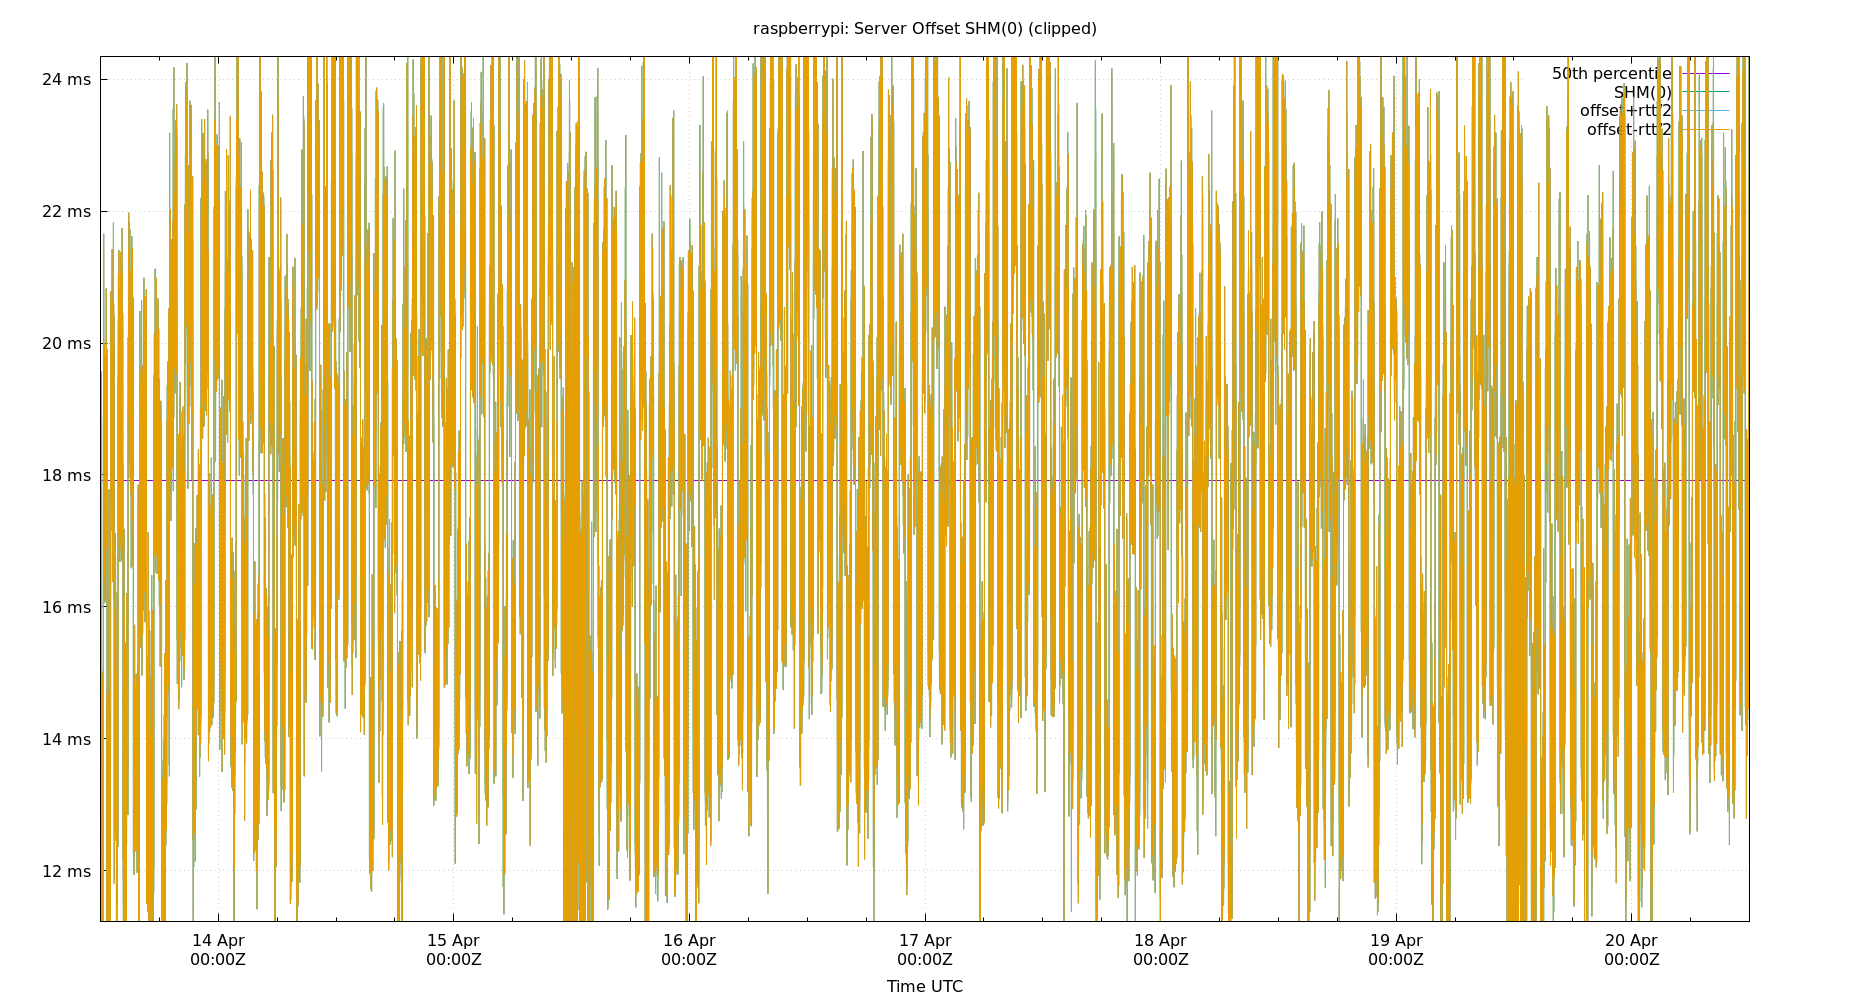 raspberrypi: Server Offset SHM(0) (clipped)
24 ms
22 ms
20 ms
18 ms
16 ms
14 ms
12 ms
50th percentile
SHM(0)
offset+rtt/2
offset-rtt/2
14 Apr 15 Apr 16 Apr 17 Apr 18 Apr 19 Apr 20 Apr
00:00Z 00:00Z 00:00Z 00:00Z 00:00Z 00:00Z 00:00Z
Time UTC